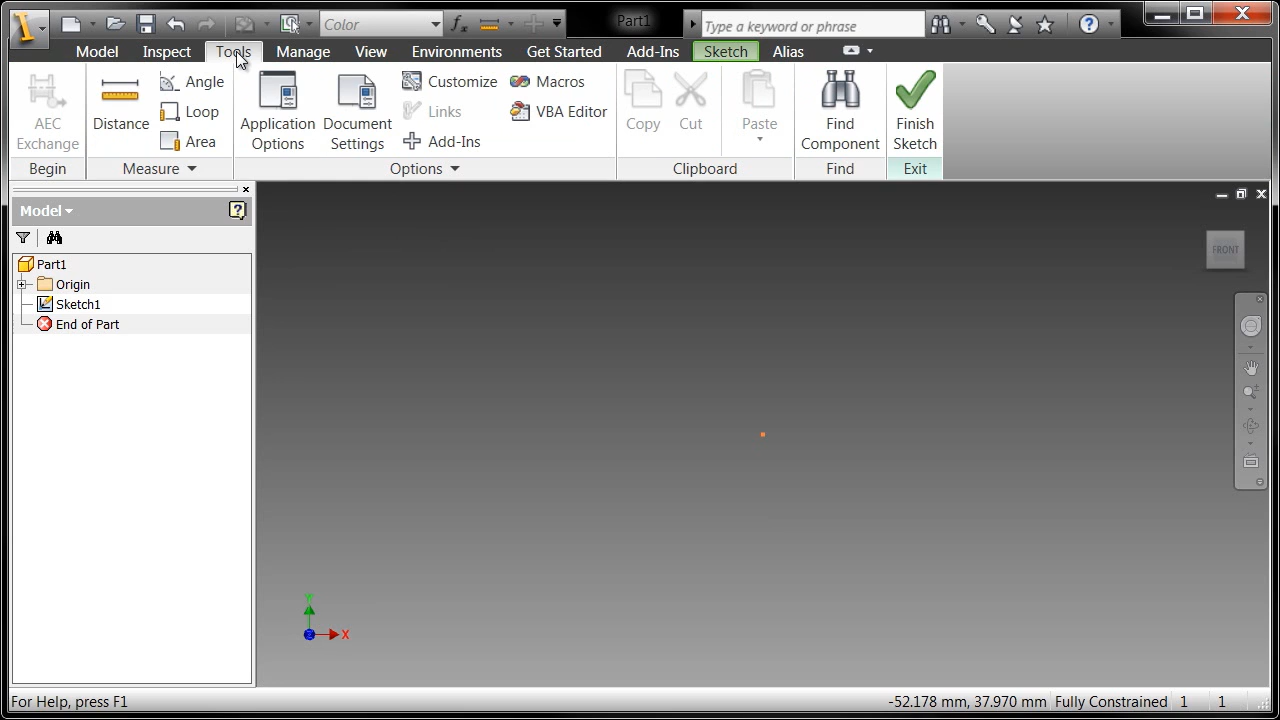 Color
Part1
Type a keyword or phrase
Model Inspect Tools Manage View Environments Get Started Add-Ins Sketch Alias
AEC Exchange
Distance
Angle
Loop
Area
Application Options
Document Settings
Customize
Links
Add-Ins
Macros
VBA Editor
Copy
Cut
Paste
Find Component
Finish Sketch
Begin
Measure
Options
Clipboard
Find
Exit
Model
Part1
Origin
Sketch1
End of Part
FRONT
Y
X
For Help, press F1
-52.178 mm, 37.970 mm Fully Constrained 1 1